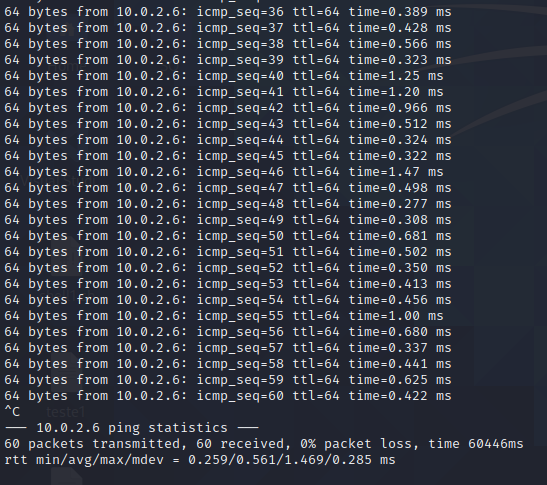 64 bytes from 10.0.2.6: icmp_seq=36 ttl=64 time=0.389 ms
64 bytes from 10.0.2.6: icmp_seq=37 ttl=64 time=0.428 ms
64 bytes from 10.0.2.6: icmp_seq=38 ttl=64 time=0.566 ms
64 bytes from 10.0.2.6: icmp_seq=39 ttl=64 time=0.323 ms
64 bytes from 10.0.2.6: icmp_seq=40 ttl=64 time=1.25 ms
64 bytes from 10.0.2.6: icmp_seq=41 ttl=64 time=1.20 ms
64 bytes from 10.0.2.6: icmp_seq=42 ttl=64 time=0.966 ms
64 bytes from 10.0.2.6: icmp_seq=43 ttl=64 time=0.512 ms
64 bytes from 10.0.2.6: icmp_seq=44 ttl=64 time=0.324 ms
64 bytes from 10.0.2.6: icmp_seq=45 ttl=64 time=0.322 ms
64 bytes from 10.0.2.6: icmp_seq=46 ttl=64 time=1.47 ms
64 bytes from 10.0.2.6: icmp_seq=47 ttl=64 time=0.498 ms
64 bytes from 10.0.2.6: icmp_seq=48 ttl=64 time=0.277 ms
64 bytes from 10.0.2.6: icmp_seq=49 ttl=64 time=0.308 ms
64 bytes from 10.0.2.6: icmp_seq=50 ttl=64 time=0.681 ms
64 bytes from 10.0.2.6: icmp_seq=51 ttl=64 time=0.502 ms
64 bytes from 10.0.2.6: icmp_seq=52 ttl=64 time=0.350 ms
64 bytes from 10.0.2.6: icmp_seq=53 ttl=64 time=0.413 ms
64 bytes from 10.0.2.6: icmp_seq=54 ttl=64 time=0.456 ms
64 bytes from 10.0.2.6: icmp_seq=55 ttl=64 time=1.00 ms
64 bytes from 10.0.2.6: icmp_seq=56 ttl=64 time=0.680 ms
64 bytes from 10.0.2.6: icmp_seq=57 ttl=64 time=0.337 ms
64 bytes from 10.0.2.6: icmp_seq=58 ttl=64 time=0.441 ms
64 bytes from 10.0.2.6: icmp_seq=59 ttl=64 time=0.625 ms
64 bytes from 10.0.2.6: icmp_seq=60 ttl=64 time=0.422 ms
^C
teste1
--- 10.0.2.6 ping statistics ---
60 packets transmitted, 60 received, 0% packet loss, time 60446ms
rtt min/avg/max/mdev = 0.259/0.561/1.469/0.285 ms